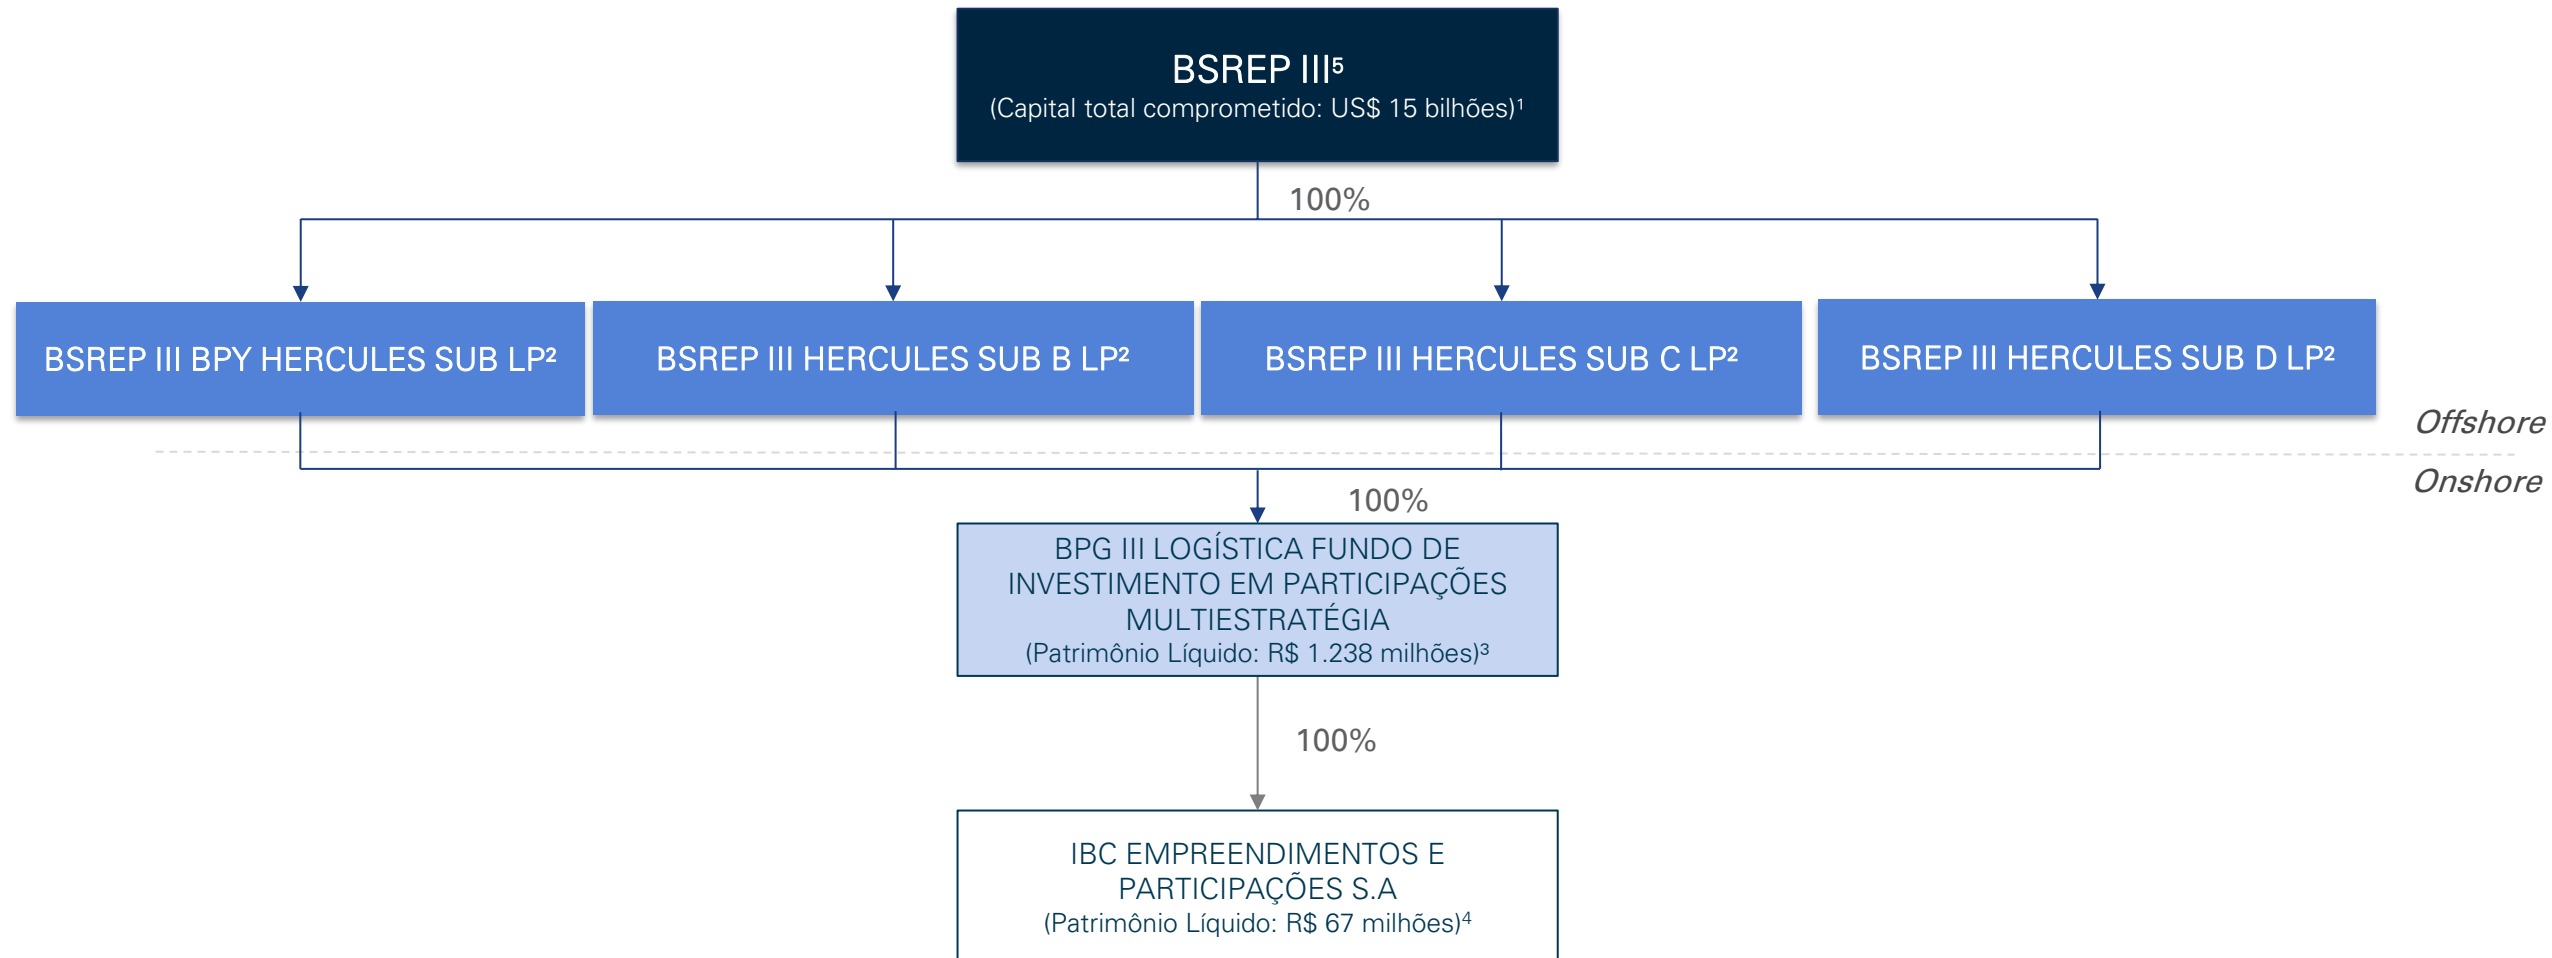 BSREP III⁵
(Capital total comprometido: US$ 15 bilhões)¹
100%
BSREP III BPY HERCULES SUB LP²
BSREP III HERCULES SUB B LP²
BSREP III HERCULES SUB C LP²
BSREP III HERCULES SUB D LP²
Offshore
Onshore
100%
BPG III LOGÍSTICA FUNDO DE
INVESTIMENTO EM PARTICIPAÇÕES
MULTIESTRATÉGIA
(Patrimônio Líquido: R$ 1.238 milhões)³
100%
IBC EMPREENDIMENTOS E
PARTICIPAÇÕES S.A
(Patrimônio Líquido: R$ 67 milhões)⁴